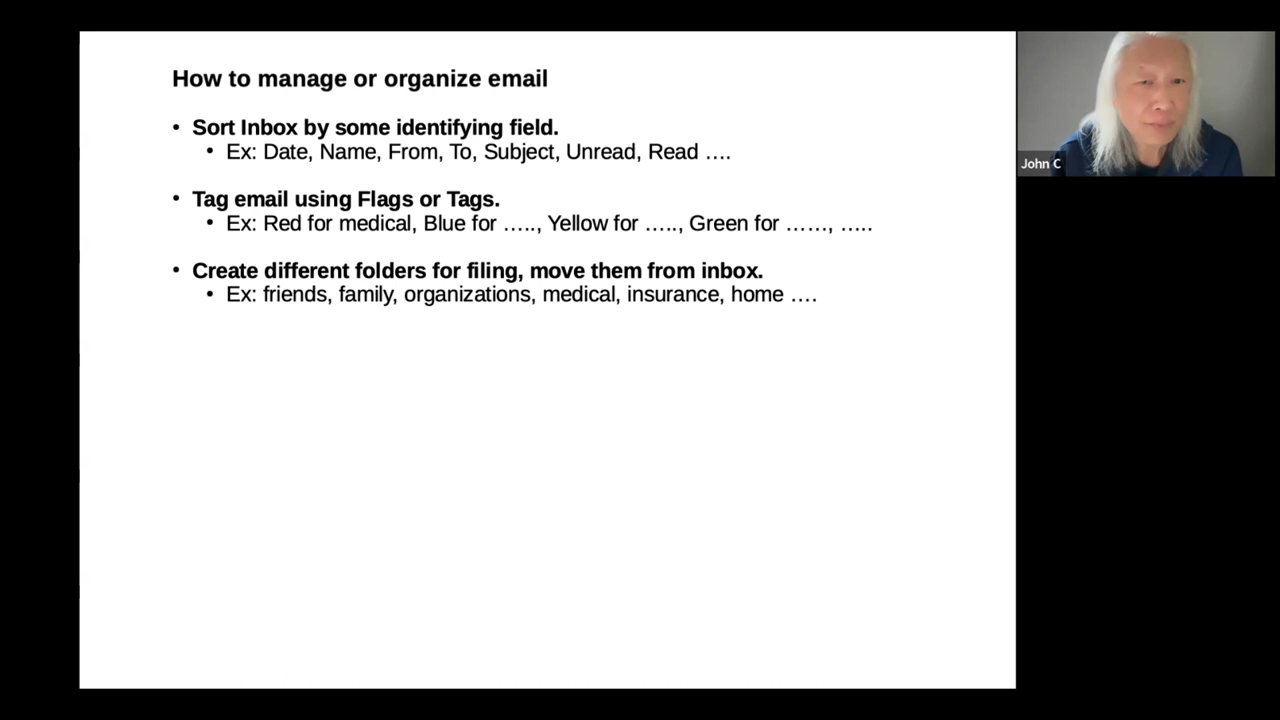 How to manage or organize email
• Sort Inbox by some identifying field.
• Ex: Date, Name, From, To, Subject, Unread, Read ….
• Tag email using Flags or Tags.
• Ex: Red for medical, Blue for ….., Yellow for ….., Green for ……, …..
• Create different folders for filing, move them from inbox.
• Ex: friends, family, organizations, medical, insurance, home ….
John C